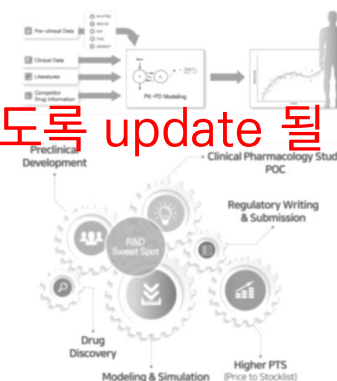 Pre-clinical Data
Clinical Data
Literatures
Competitor
Drug Information
PK-PD Modeling
도록 update 될
Preclinical
Development
Clinical Pharmacology Stud
POC
Regulatory Writing
& Submission
R&D
Sweet Spot
Drug
Discovery
Modeling & Simulation
Higher PTS
(Price to Stocklist)